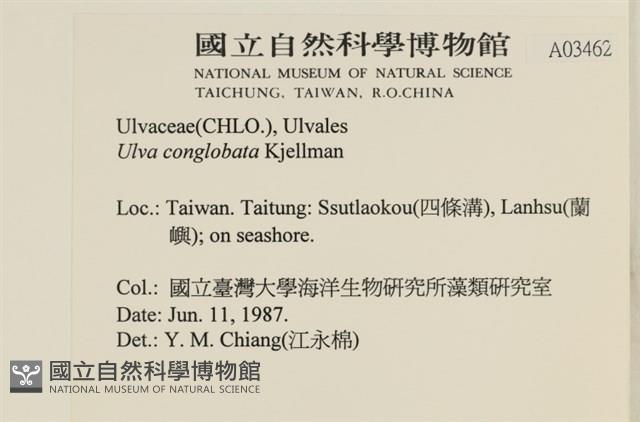 國立自然科學博物館
A03462
NATIONAL MUSEUM OF NATURAL SCIENCE
TAICHUNG, TAIWAN, R.O.CHINA
Ulvaceae(CHLO.), Ulvales
Ulva conglobata Kjellman
Loc.: Taiwan. Taitung: Ssutlaokou(四條溝), Lanhsu(蘭
嶼); on seashore.
Col.: 國立臺灣大學海洋生物研究所藻類研究室
Date: Jun. 11, 1987.
Det.: Y. M. Chiang(江永棉)
國立自然科學博物館
NATIONAL MUSEUM OF NATURAL SCIENCE